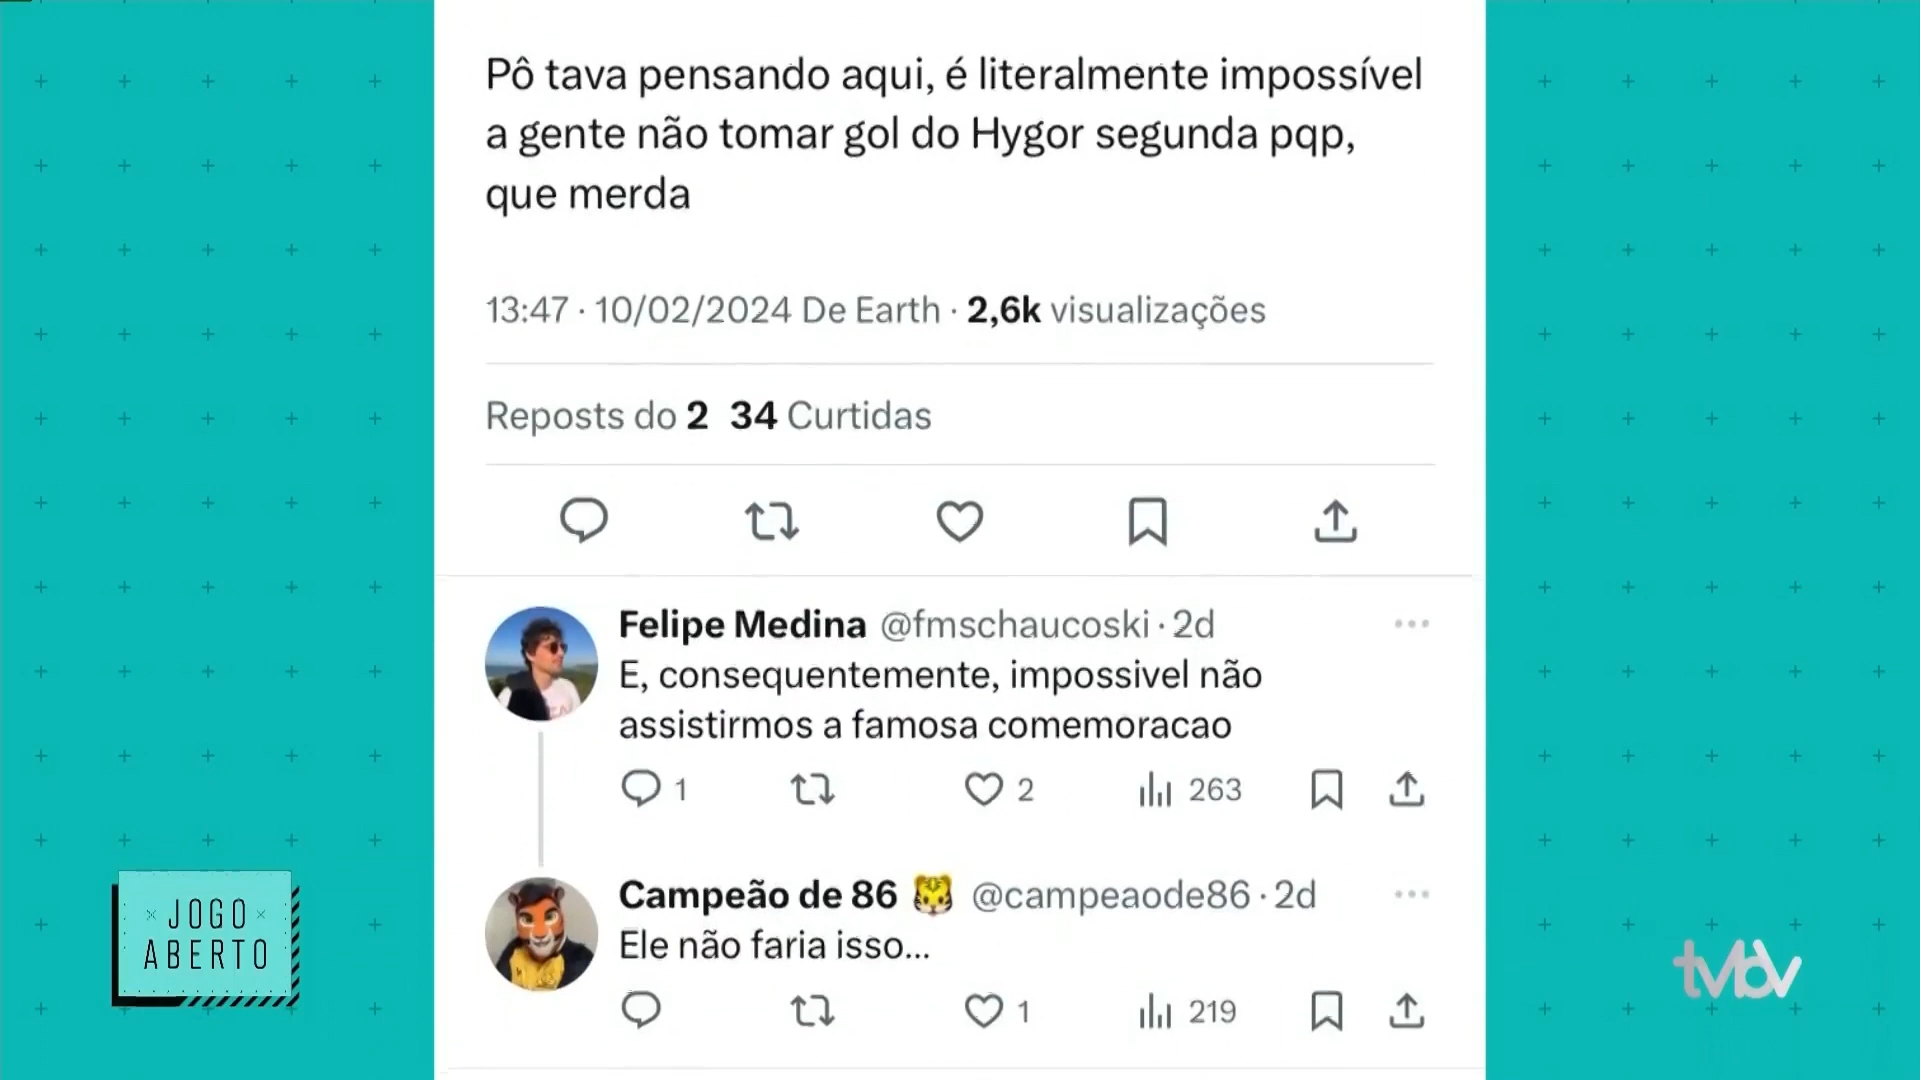 Pô tava pensando aqui, é literalmente impossível
a gente não tomar gol do Hygor segunda pqp,
que merda
13:47 · 10/02/2024 De Earth · 2,6k visualizações
Reposts do 2 34 Curtidas
Felipe Medina @fmschaucoski · 2d
E, consequentemente, impossivel não
assistirmos a famosa comemoracao
1 2 263
Campeão de 86 🐯 @campeaode86 · 2d
Ele não faria isso...
1 219
JOGO
ABERTO
tvbv